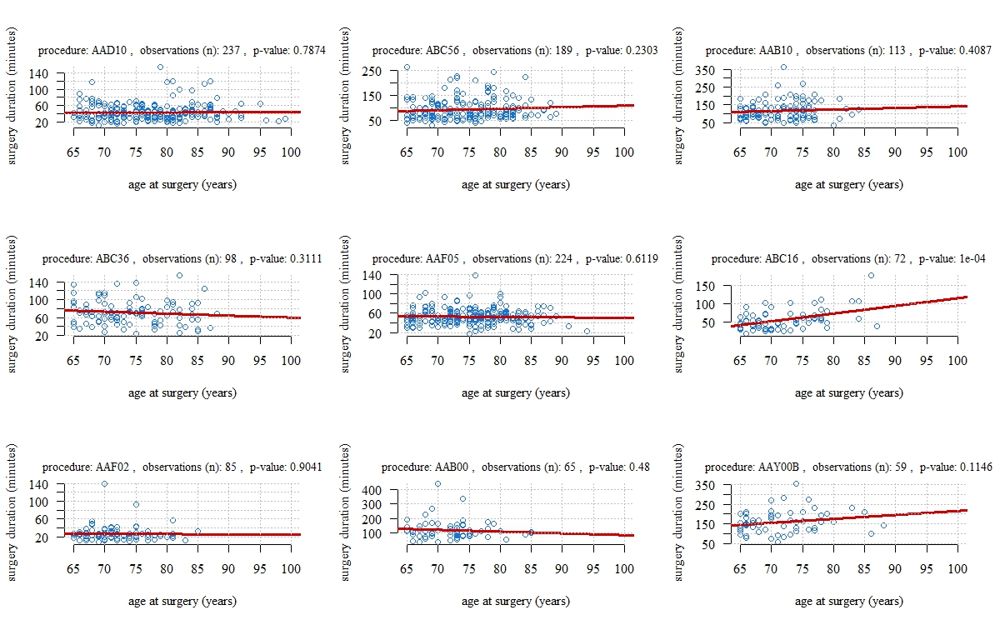 procedure: AAD10 , observations (n): 237 , p-value: 0.7874
surgery duration (minutes)
140
100
60
20
65 70 75 80 85 90 95 100
age at surgery (years)
procedure: ABC56 , observations (n): 189 , p-value: 0.2303
surgery duration (minutes)
250
150
50
65 70 75 80 85 90 95 100
age at surgery (years)
procedure: AAB10 , observations (n): 113 , p-value: 0.4087
surgery duration (minutes)
350
250
150
50
65 70 75 80 85 90 95 100
age at surgery (years)
procedure: ABC36 , observations (n): 98 , p-value: 0.3111
surgery duration (minutes)
140
100
60
20
65 70 75 80 85 90 95 100
age at surgery (years)
procedure: AAF05 , observations (n): 224 , p-value: 0.6119
surgery duration (minutes)
140
100
60
20
65 70 75 80 85 90 95 100
age at surgery (years)
procedure: ABC16 , observations (n): 72 , p-value: 1e-04
surgery duration (minutes)
150
100
50
65 70 75 80 85 90 95 100
age at surgery (years)
procedure: AAF02 , observations (n): 85 , p-value: 0.9041
surgery duration (minutes)
140
100
60
20
65 70 75 80 85 90 95 100
age at surgery (years)
procedure: AAB00 , observations (n): 65 , p-value: 0.48
surgery duration (minutes)
400
300
200
100
65 70 75 80 85 90 95 100
age at surgery (years)
procedure: AAY00B , observations (n): 59 , p-value: 0.1146
surgery duration (minutes)
350
250
150
50
65 70 75 80 85 90 95 100
age at surgery (years)